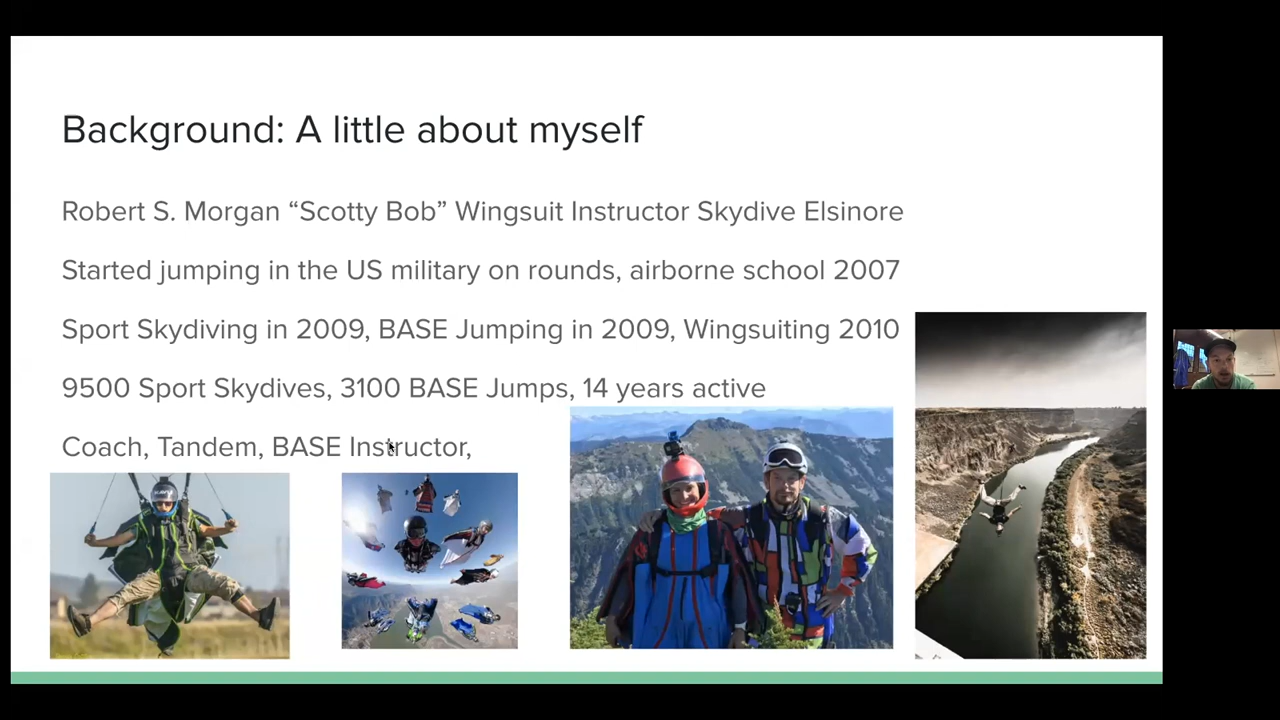 Background: A little about myself
Robert S. Morgan “Scotty Bob” Wingsuit Instructor Skydive Elsinore
Started jumping in the US military on rounds, airborne school 2007
Sport Skydiving in 2009, BASE Jumping in 2009, Wingsuiting 2010
9500 Sport Skydives, 3100 BASE Jumps, 14 years active
Coach, Tandem, BASE Instructor,